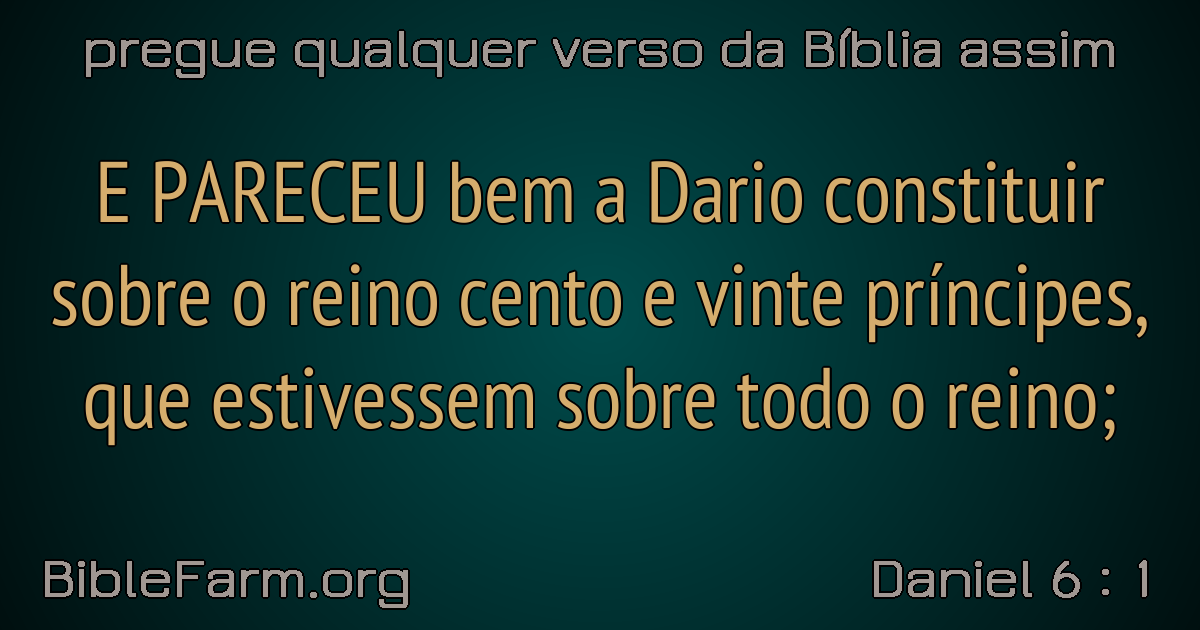 pregue qualquer verso da Bíblia assim
E PARECEU bem a Dario constituir
sobre o reino cento e vinte príncipes,
que estivessem sobre todo o reino;
BibleFarm.org
Daniel 6 : 1